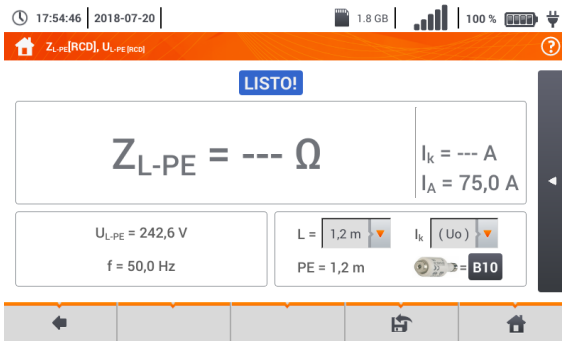 17:54:46 2018-07-20 1.8 GB 100 %
ZL-PE[RCD], UL-PE [RCD] ?
LISTO!
ZL-PE = --- Ω
Ik = --- A
IA = 75,0 A
UL-PE = 242,6 V
f = 50,0 Hz
L = 1,2 m Ik (Uo)
PE = 1,2 m = B10